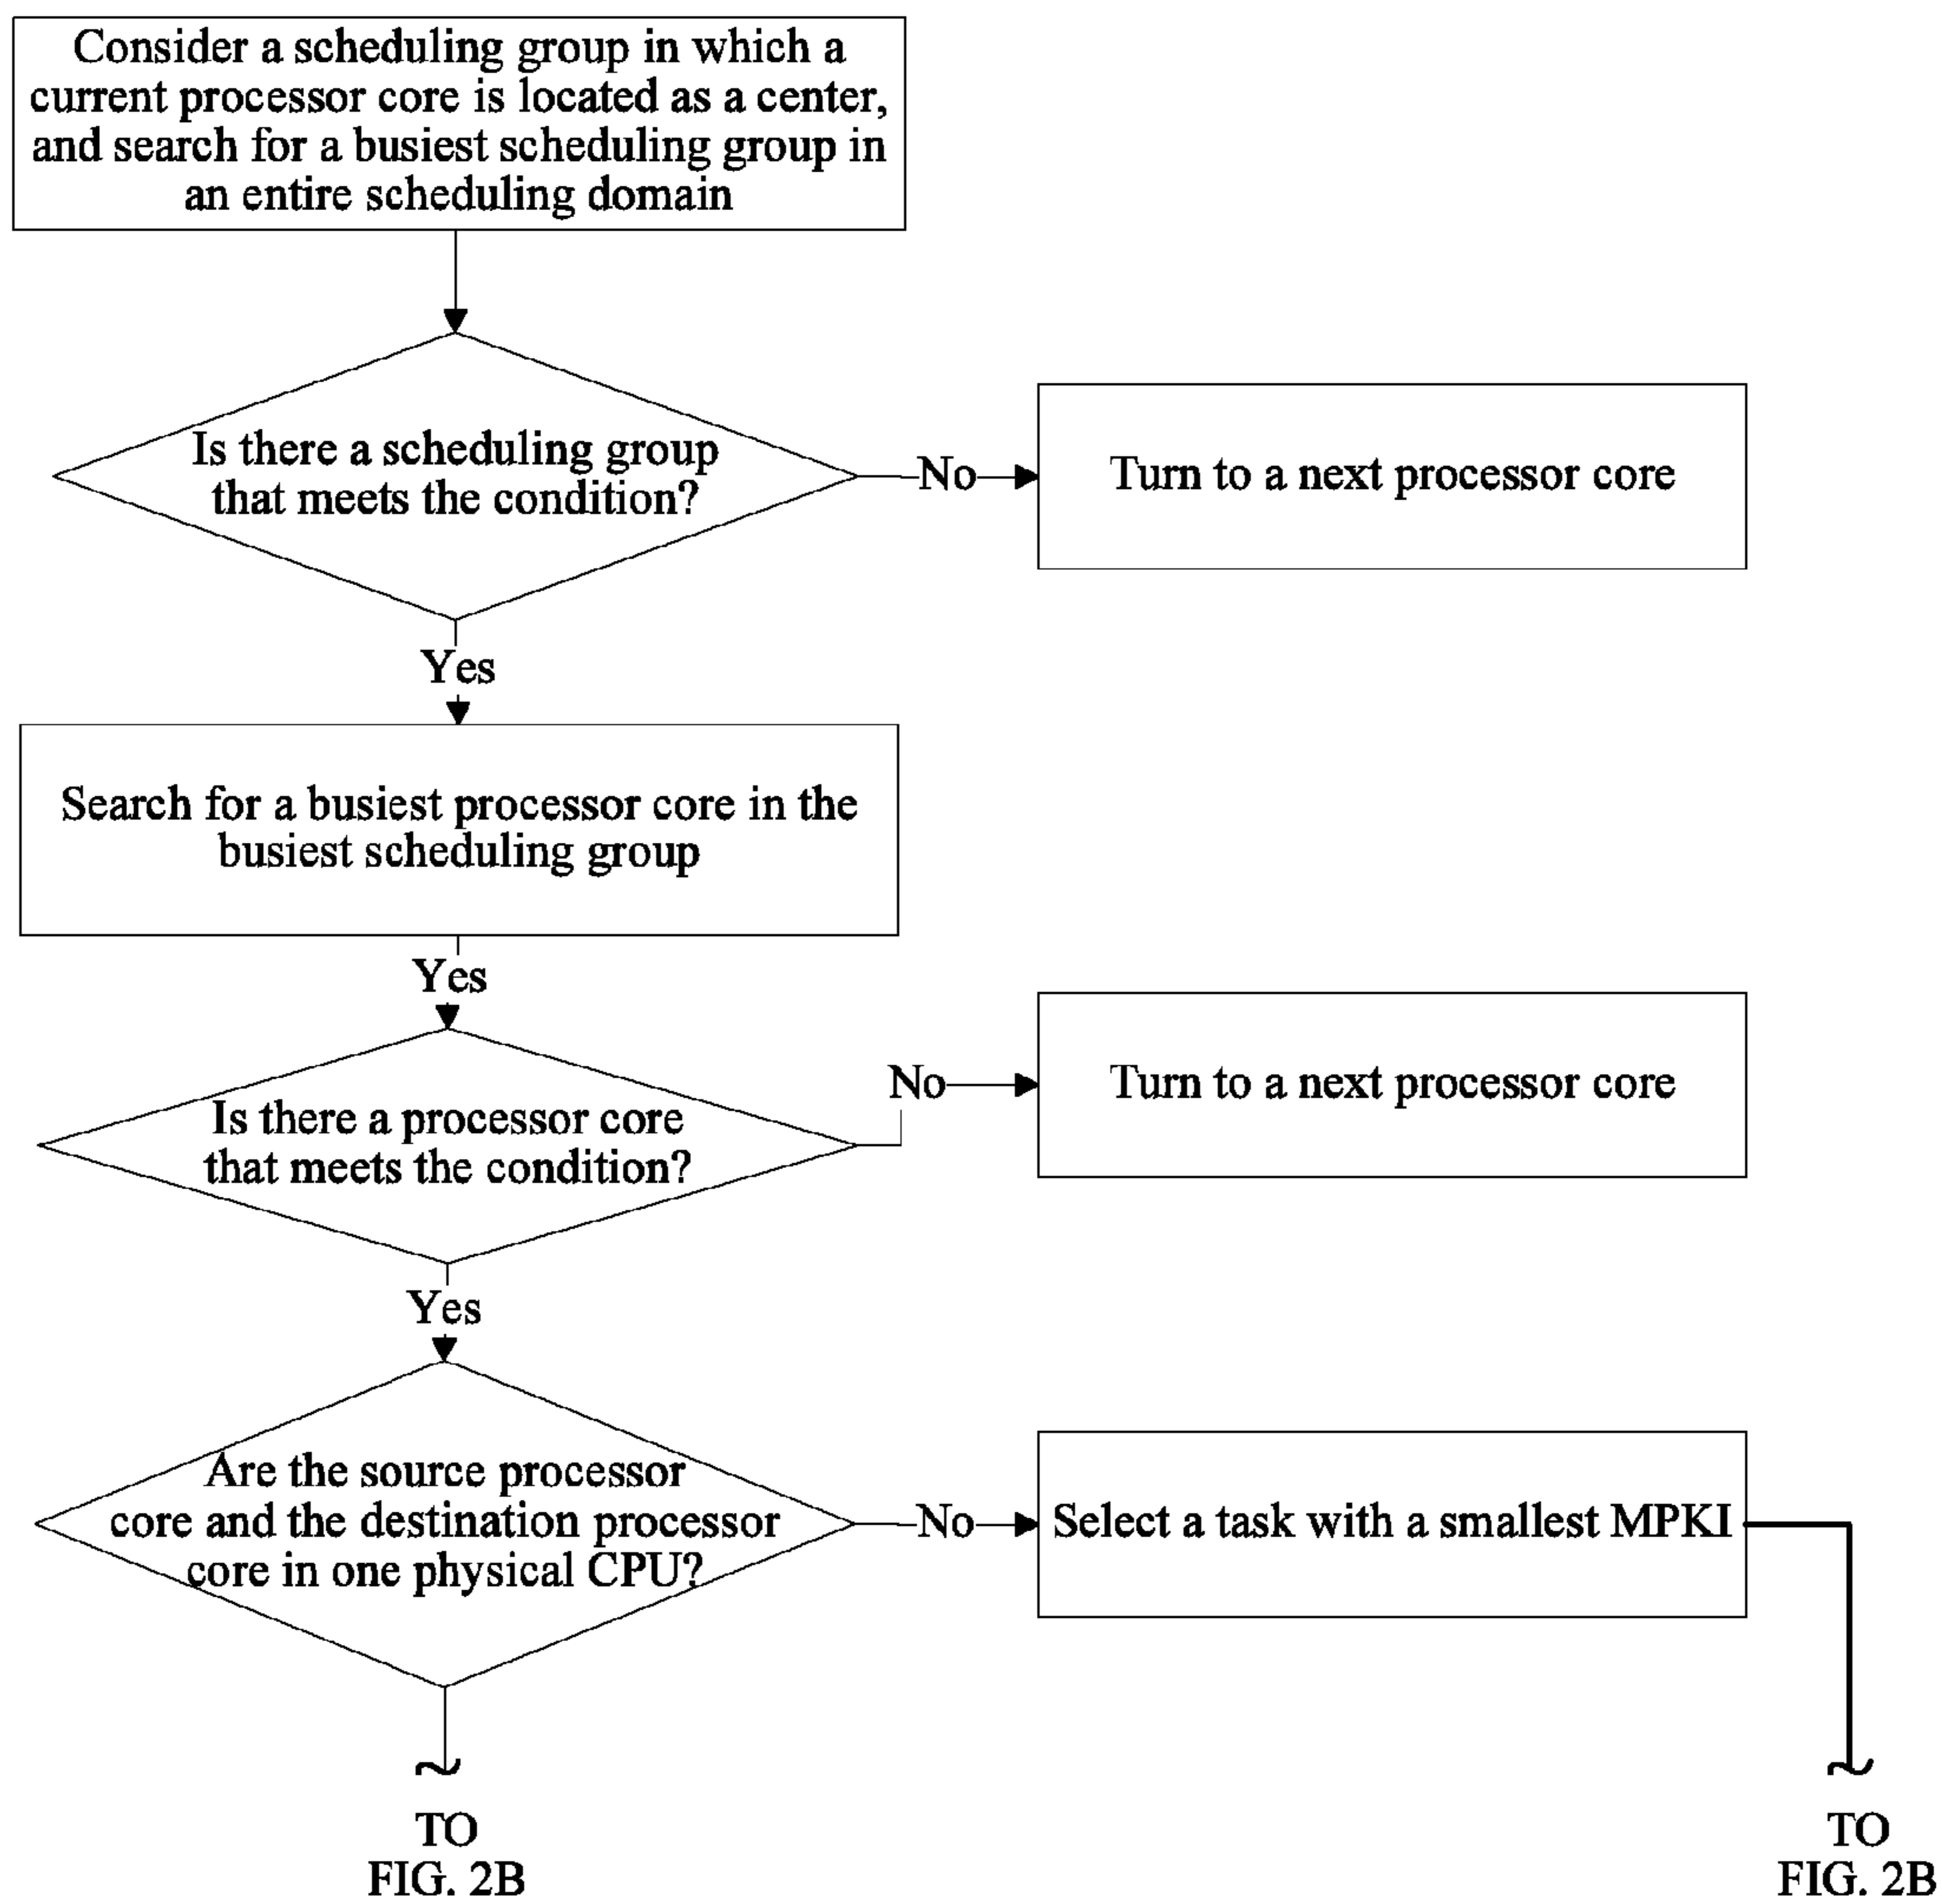 Consider a scheduling group in which a
current processor core is located as a center,
and search for a busiest scheduling group in
an entire scheduling domain
Is there a scheduling group
that meets the condition?
No
Turn to a next processor core
Yes
Search for a busiest processor core in the
busiest scheduling group
Yes
Is there a processor core
that meets the condition?
No
Turn to a next processor core
Yes
Are the source processor
core and the destination processor
core in one physical CPU?
No
Select a task with a smallest MPKI
TO
FIG. 2B
TO
FIG. 2B